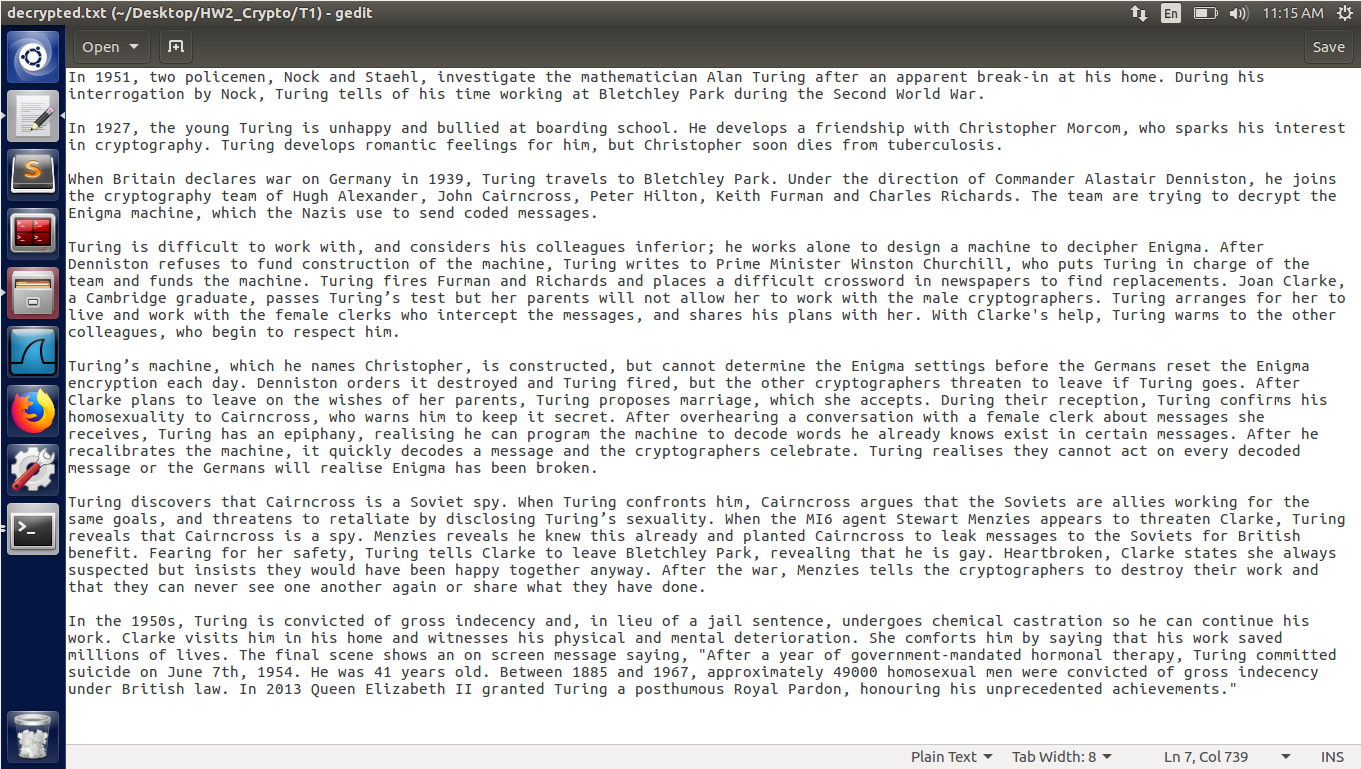 decrypted.txt (~/Desktop/HW2_Crypto/T1) - gedit
En
11:15 AM
Open
Save
In 1951, two policemen, Nock and Staehl, investigate the mathematician Alan Turing after an apparent break-in at his home. During his
interrogation by Nock, Turing tells of his time working at Bletchley Park during the Second World War.
In 1927, the young Turing is unhappy and bullied at boarding school. He develops a friendship with Christopher Morcom, who sparks his interest
in cryptography. Turing develops romantic feelings for him, but Christopher soon dies from tuberculosis.
When Britain declares war on Germany in 1939, Turing travels to Bletchley Park. Under the direction of Commander Alastair Denniston, he joins
the cryptography team of Hugh Alexander, John Cairncross, Peter Hilton, Keith Furman and Charles Richards. The team are trying to decrypt the
Enigma machine, which the Nazis use to send coded messages.
Turing is difficult to work with, and considers his colleagues inferior; he works alone to design a machine to decipher Enigma. After
Denniston refuses to fund construction of the machine, Turing writes to Prime Minister Winston Churchill, who puts Turing in charge of the
team and funds the machine. Turing fires Furman and Richards and places a difficult crossword in newspapers to find replacements. Joan Clarke,
a Cambridge graduate, passes Turing’s test but her parents will not allow her to work with the male cryptographers. Turing arranges for her to
live and work with the female clerks who intercept the messages, and shares his plans with her. With Clarke's help, Turing warms to the other
colleagues, who begin to respect him.
Turing’s machine, which he names Christopher, is constructed, but cannot determine the Enigma settings before the Germans reset the Enigma
encryption each day. Denniston orders it destroyed and Turing fired, but the other cryptographers threaten to leave if Turing goes. After
Clarke plans to leave on the wishes of her parents, Turing proposes marriage, which she accepts. During their reception, Turing confirms his
homosexuality to Cairncross, who warns him to keep it secret. After overhearing a conversation with a female clerk about messages she
receives, Turing has an epiphany, realising he can program the machine to decode words he already knows exist in certain messages. After he
recalibrates the machine, it quickly decodes a message and the cryptographers celebrate. Turing realises they cannot act on every decoded
message or the Germans will realise Enigma has been broken.
Turing discovers that Cairncross is a Soviet spy. When Turing confronts him, Cairncross argues that the Soviets are allies working for the
same goals, and threatens to retaliate by disclosing Turing’s sexuality. When the MI6 agent Stewart Menzies appears to threaten Clarke, Turing
reveals that Cairncross is a spy. Menzies reveals he knew this already and planted Cairncross to leak messages to the Soviets for British
benefit. Fearing for her safety, Turing tells Clarke to leave Bletchley Park, revealing that he is gay. Heartbroken, Clarke states she always
suspected but insists they would have been happy together anyway. After the war, Menzies tells the cryptographers to destroy their work and
that they can never see one another again or share what they have done.
In the 1950s, Turing is convicted of gross indecency and, in lieu of a jail sentence, undergoes chemical castration so he can continue his
work. Clarke visits him in his home and witnesses his physical and mental deterioration. She comforts him by saying that his work saved
millions of lives. The final scene shows an on screen message saying, "After a year of government-mandated hormonal therapy, Turing committed
suicide on June 7th, 1954. He was 41 years old. Between 1885 and 1967, approximately 49000 homosexual men were convicted of gross indecency
under British law. In 2013 Queen Elizabeth II granted Turing a posthumous Royal Pardon, honouring his unprecedented achievements."
Plain Text
Tab Width: 8
Ln 7, Col 739
INS